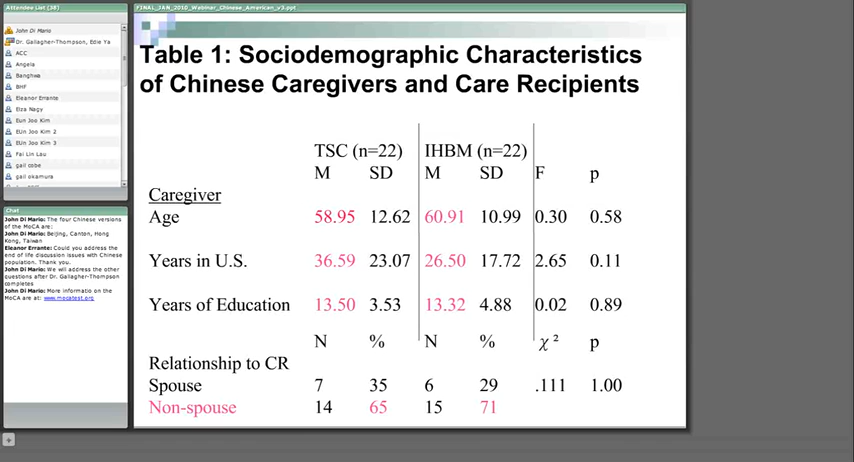 Attendee List (38)
John Di Mario
Dr. Gallagher-Thompson, Edie Ya
ACC
Angela
Banghwa
BHF
Eleanor Errante
Elza Nagy
Eun Joo Kim
EUn Joo Kim 2
EUn Joo Kim 3
Fai Lin Lau
gail cobe
gail okamura
Chat
John Di Mario: The four Chinese versions
of the MoCA are:
John Di Mario: Beijing, Canton, Hong
Kong, Taiwan
Eleanor Errante: Could you address the
end of life discussion issues with Chinese
population. Thank you.
John Di Mario: We will address the other
questions after Dr. Gallagher-Thompson
completes
John Di Mario: More informatio on the
MoCA are at: www.mocatest.org
FINAL_JAN_2010_Webinar_Chinese_American_v3.ppt
Table 1: Sociodemographic Characteristics
of Chinese Caregivers and Care Recipients
TSC (n=22) IHBM (n=22)
M SD M SD F p
Caregiver
Age 58.95 12.62 60.91 10.99 0.30 0.58
Years in U.S. 36.59 23.07 26.50 17.72 2.65 0.11
Years of Education 13.50 3.53 13.32 4.88 0.02 0.89
N % N % χ² p
Relationship to CR
Spouse 7 35 6 29 .111 1.00
Non-spouse 14 65 15 71